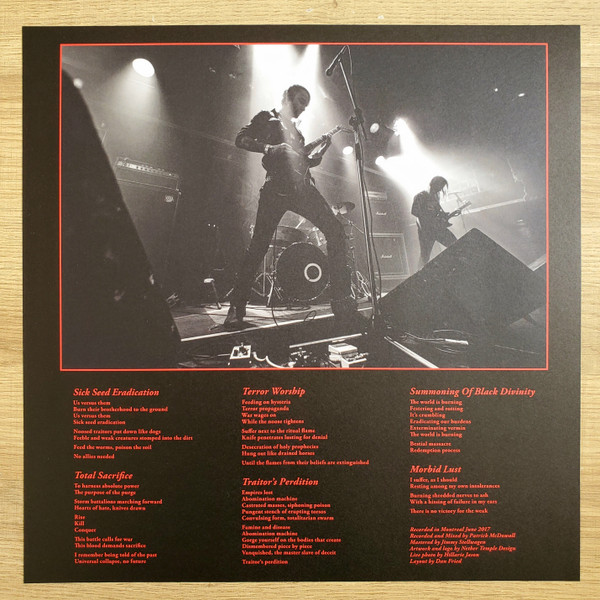 Marshall
Sick Seed Eradication
Us versus them
Burn their brotherhood to the ground
Us versus them
Sick seed eradication
Noosed traitors put down like dogs
Feeble and weak creatures stomped into the dirt
Feed the worms, poison the soil
No allies needed
Total Sacrifice
To harness absolute power
The purpose of the purge
Storm battalions marching forward
Hearts of hate, knives drawn
Rise
Kill
Conquer
This battle calls for war
This blood demands sacrifice
I remember being told of the past
Universal collapse, no future
Terror Worship
Feeding on hysteria
Terror propaganda
War wages on
While the noose tightens
Suffer next to the ritual flame
Knife penetrates lusting for denial
Desecration of holy prophecies
Hung out like drained horses
Until the flames from their beliefs are extinguished
Traitor's Perdition
Empires lust
Abomination machine
Castrated masses, siphoning poison
Pungent stench of erupting totems
Convulsing form, totalitarian swarm
Famine and disease
Abomination machine
Gorge yourself on the bodies that create
Dismembered piece by piece
Vanquished, the master slave of deceit
Traitor's perdition
Summoning Of Black Divinity
The world is burning
Festering and rotting
It's crumbling
Eradicating our burdens
Exterminating vermin
The world is burning
Bestial massacre
Redemption process
Morbid Lust
I suffer, as I should
Resting among my own intolerances
Burning shredded nerves to ash
With a hissing of failure in my ears
There is no victory for the weak
Recorded in Montreal June 2017
Recorded and Mixed by Patrick McDowall
Mastered by Jimmy Stellwagen
Artwork and logo by Nether Temple Design
Live photo by Hillarie Jason
Layout by Dan Fried